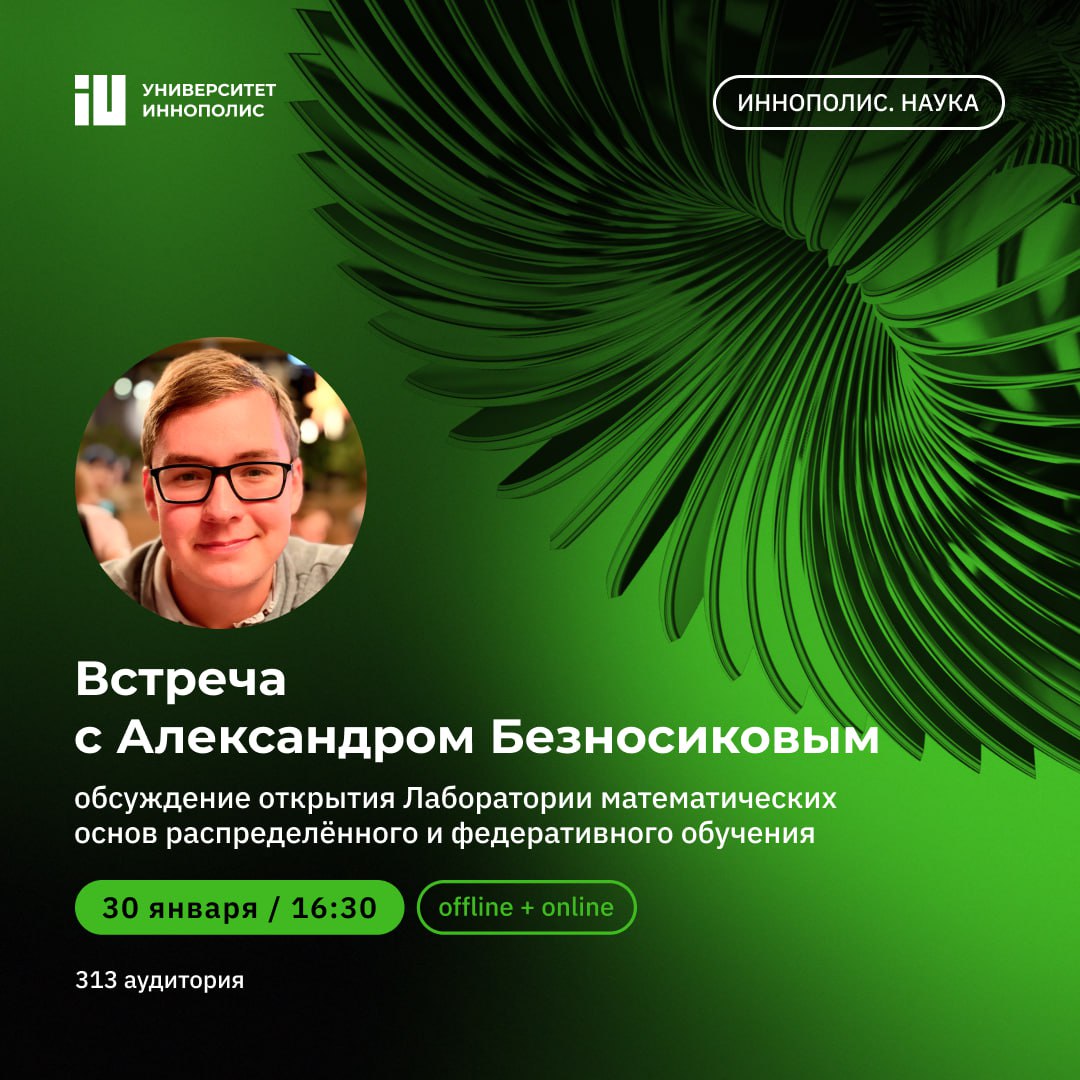 УНИВЕРСИТЕТ
ИННОПОЛИС
ИННОПОЛИС. НАУКА
Встреча
с Александром Безносиковым
обсуждение открытия Лаборатории математических
основ распределённого и федеративного обучения
30 января / 16:30
offline + online
313 аудитория